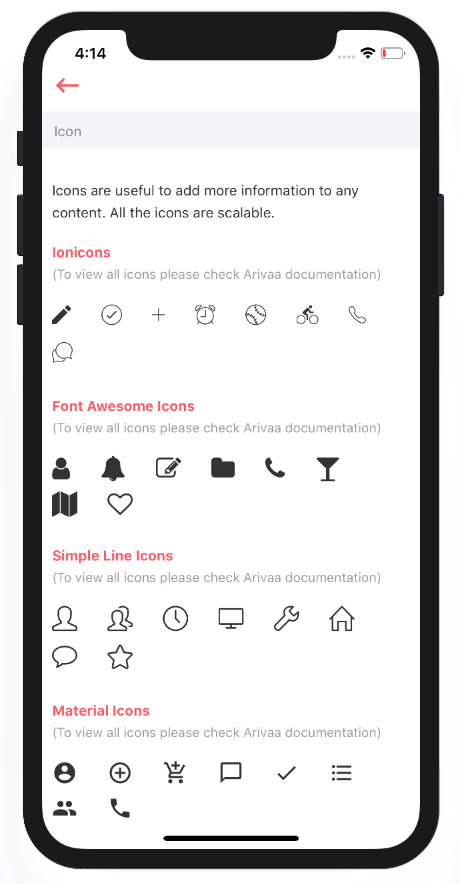 4:14
Icon
Icons are useful to add more information to any
content. All the icons are scalable.
Ionicons
(To view all icons please check Arivaa documentation)
Font Awesome Icons
(To view all icons please check Arivaa documentation)
Simple Line Icons
(To view all icons please check Arivaa documentation)
Material Icons
(To view all icons please check Arivaa documentation)